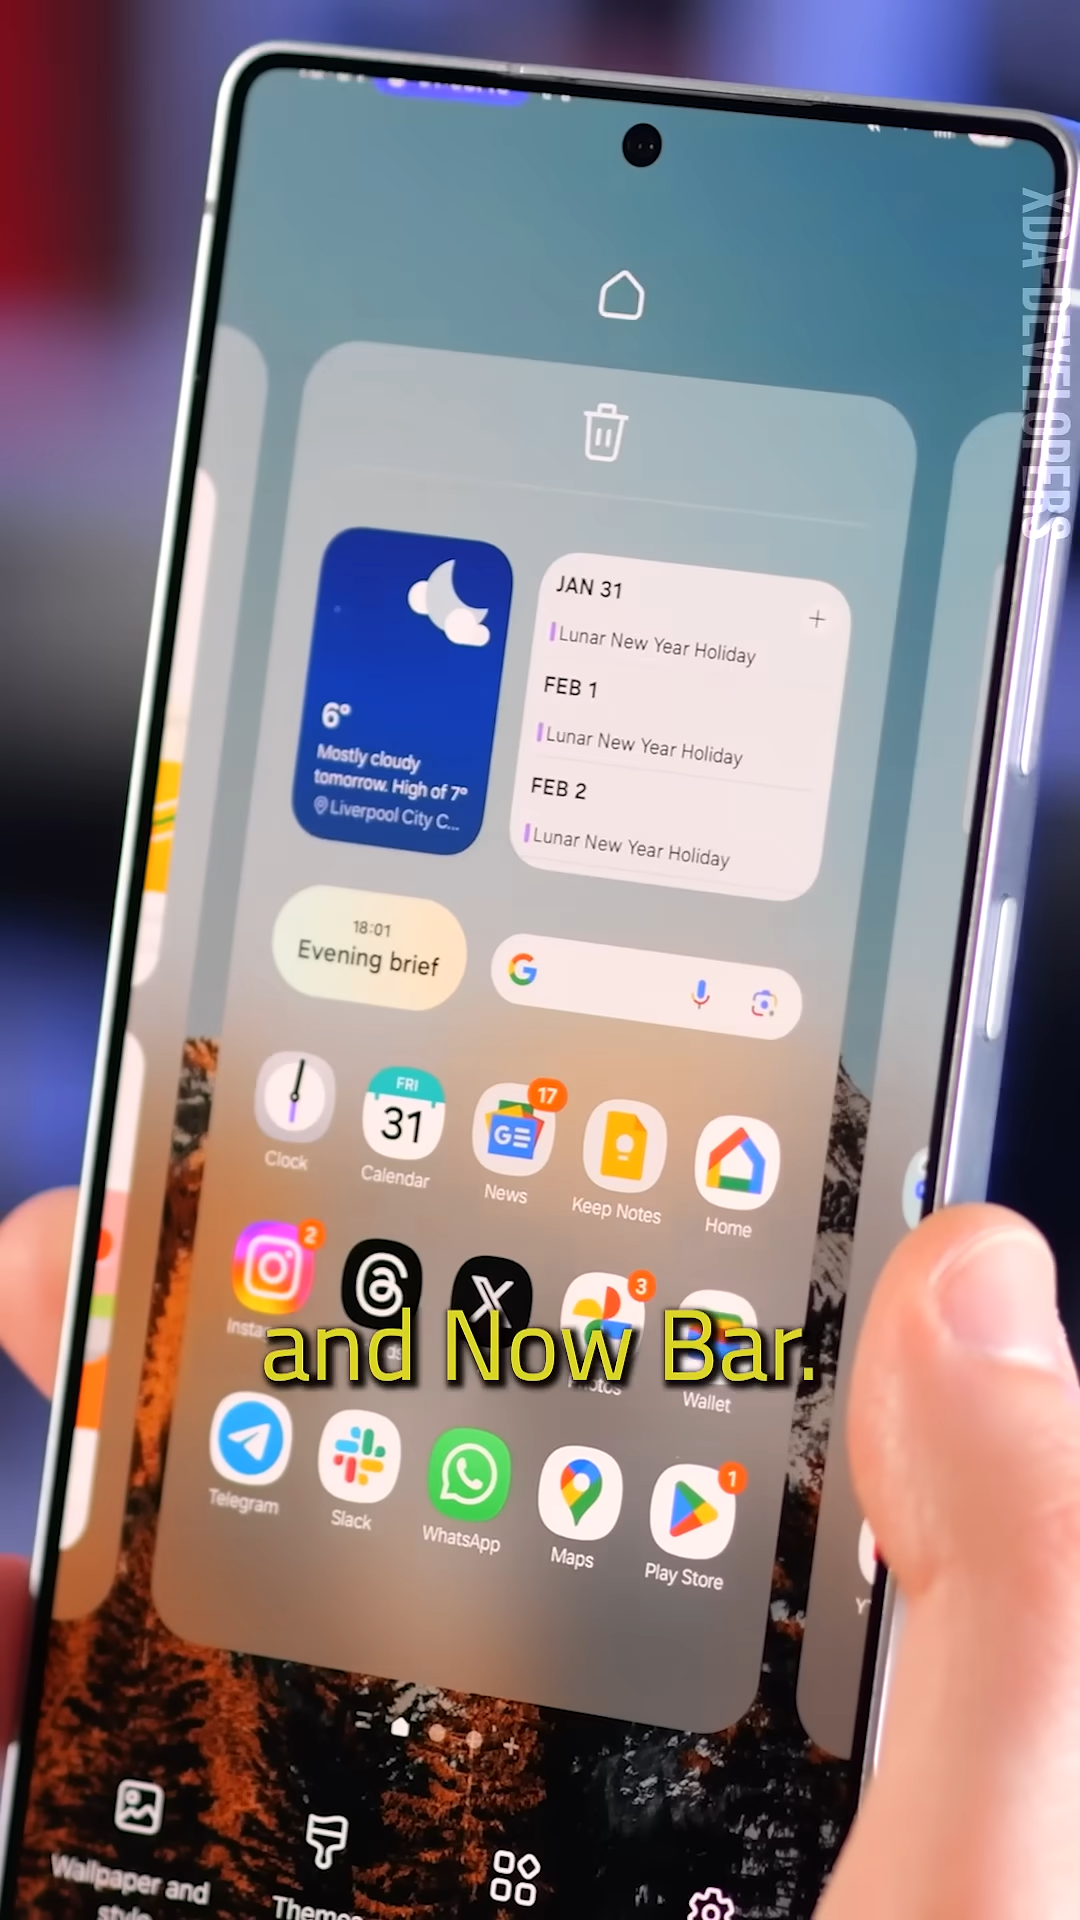 XDA-DEVELOPERS
JAN 31
Lunar New Year Holiday
FEB 1
Lunar New Year Holiday
FEB 2
Lunar New Year Holiday
6°
Mostly cloudy
tomorrow. High of 7°
Liverpool City C...
18:01
Evening brief
G
Clock
FRI
31
Calendar
GE
17
News
Keep Notes
Home
2
3
and Now Bar.
Wallet
Telegram
Slack
WhatsApp
Maps
1
Play Store
Wallpaper and
style
Themes